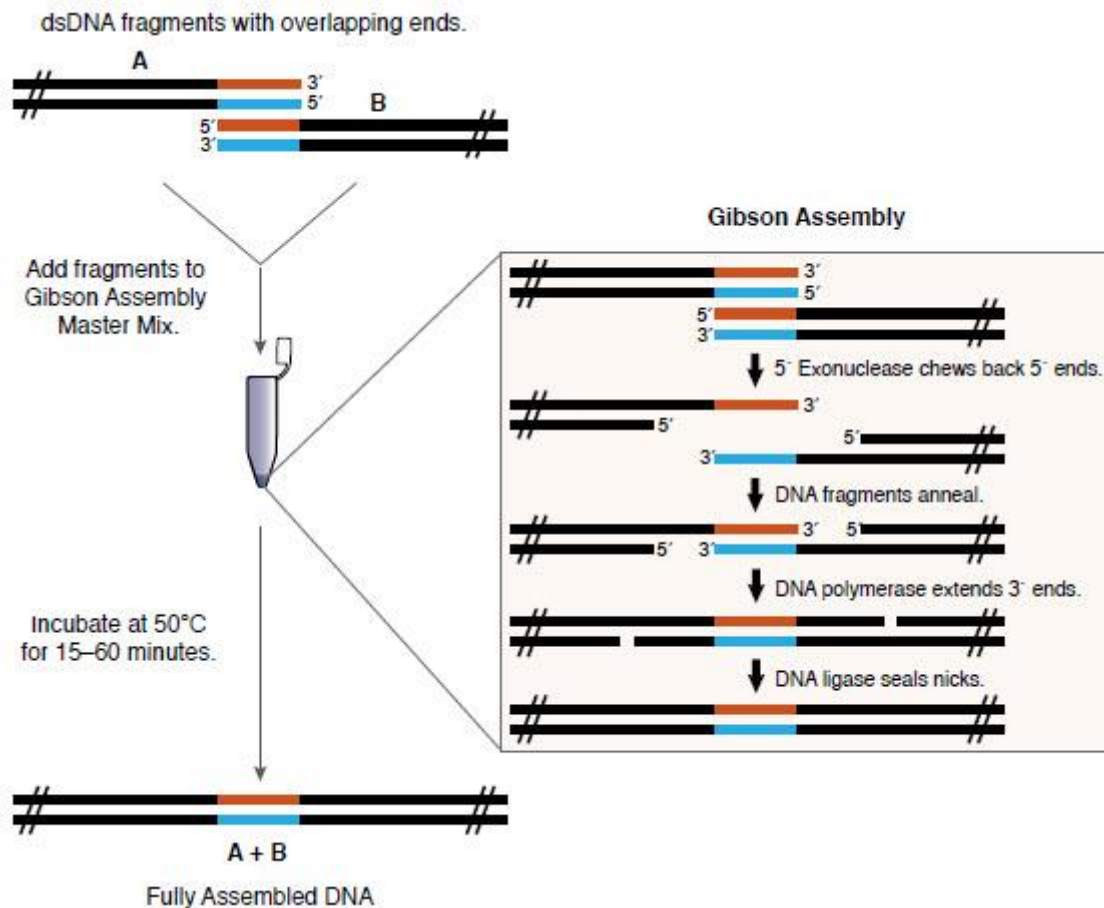 dsDNA fragments with overlapping ends.
A
3′
5′
B
5′
3′
Add fragments to
Gibson Assembly
Master Mix.
Incubate at 50°C
for 15–60 minutes.
A + B
Fully Assembled DNA
Gibson Assembly
3′
5′
5′
3′
5⁻ Exonuclease chews back 5⁻ ends.
3′
5′
5′
3′
DNA fragments anneal.
3′ 5′
5′ 3′
DNA polymerase extends 3⁻ ends.
DNA ligase seals nicks.